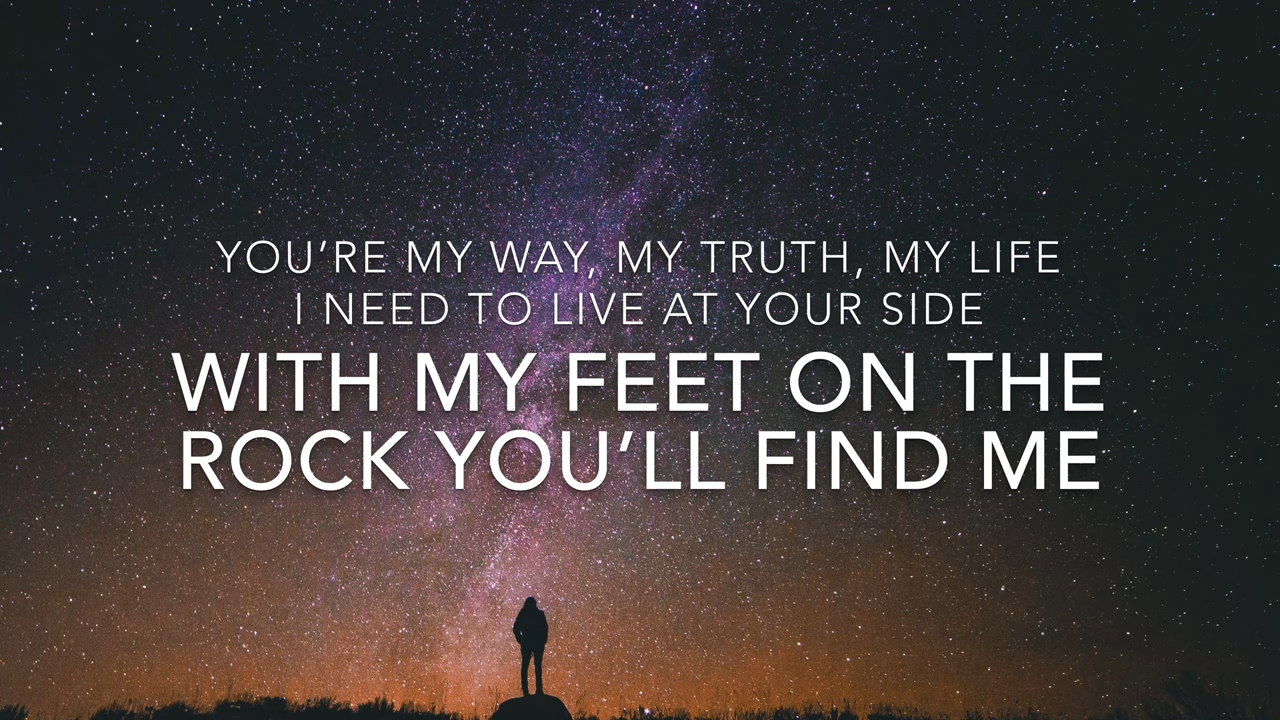 YOU’RE MY WAY, MY TRUTH, MY LIFE
I NEED TO LIVE AT YOUR SIDE
WITH MY FEET ON THE
ROCK YOU’LL FIND ME